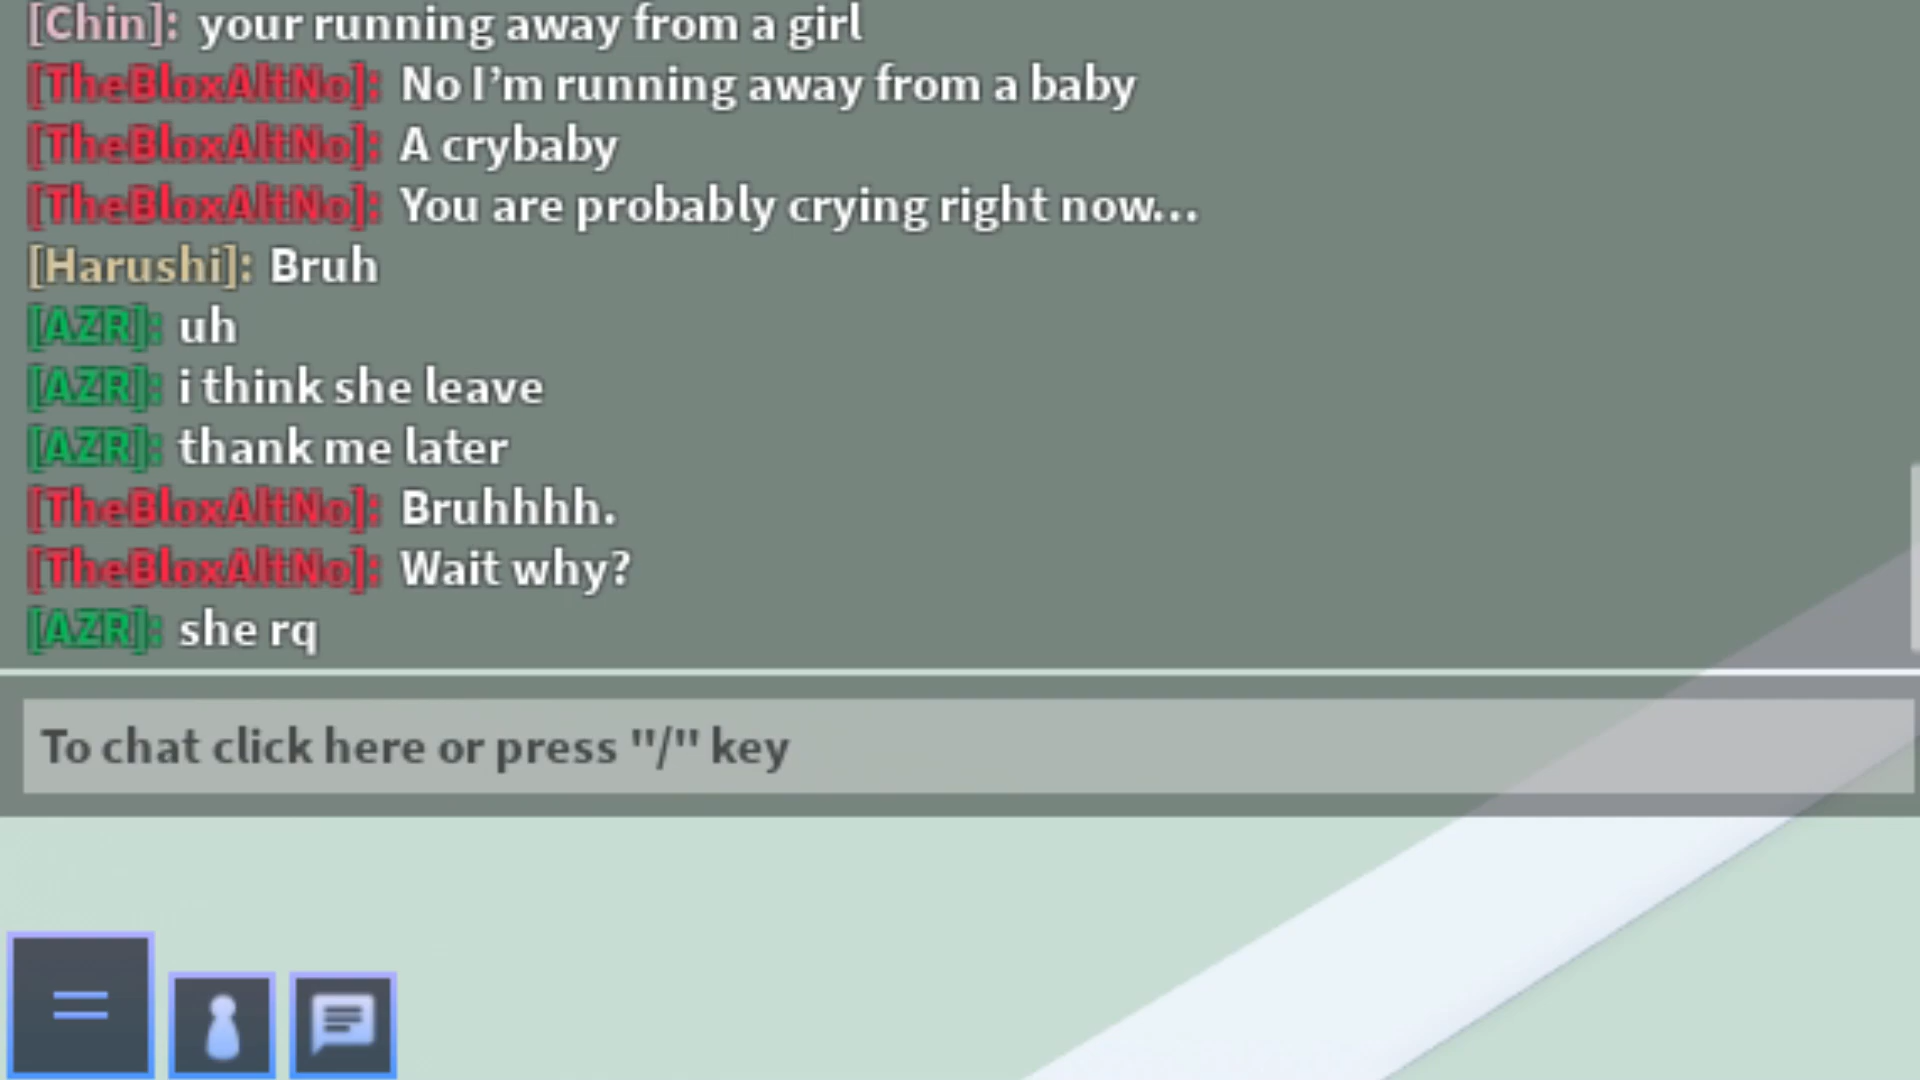 [Chin]: your running away from a girl
[TheBloxAltNo]: No I’m running away from a baby
[TheBloxAltNo]: A crybaby
[TheBloxAltNo]: You are probably crying right now...
[Harushi]: Bruh
[AZR]: uh
[AZR]: i think she leave
[AZR]: thank me later
[TheBloxAltNo]: Bruhhhh.
[TheBloxAltNo]: Wait why?
[AZR]: she rq
To chat click here or press "/" key